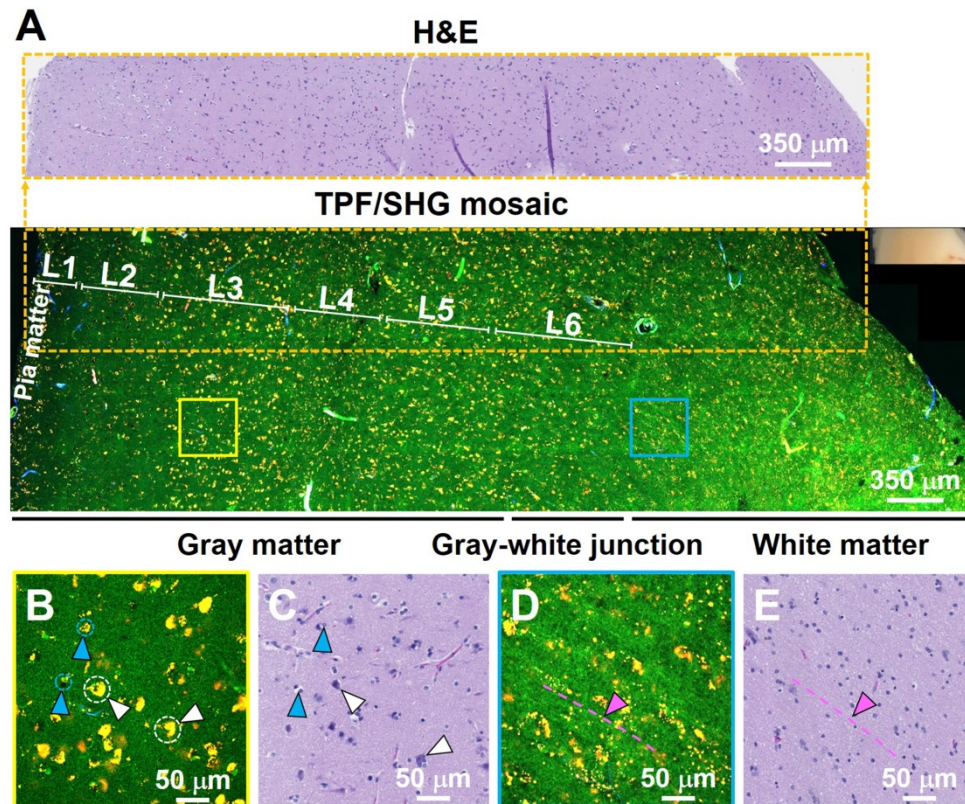 A
H&E
350 μm
TPF/SHG mosaic
L1
L2
L3
L4
L5
L6
Pia matter
350 μm
Gray matter
Gray-white junction
White matter
B
C
D
E
50 μm
50 μm
50 μm
50 μm